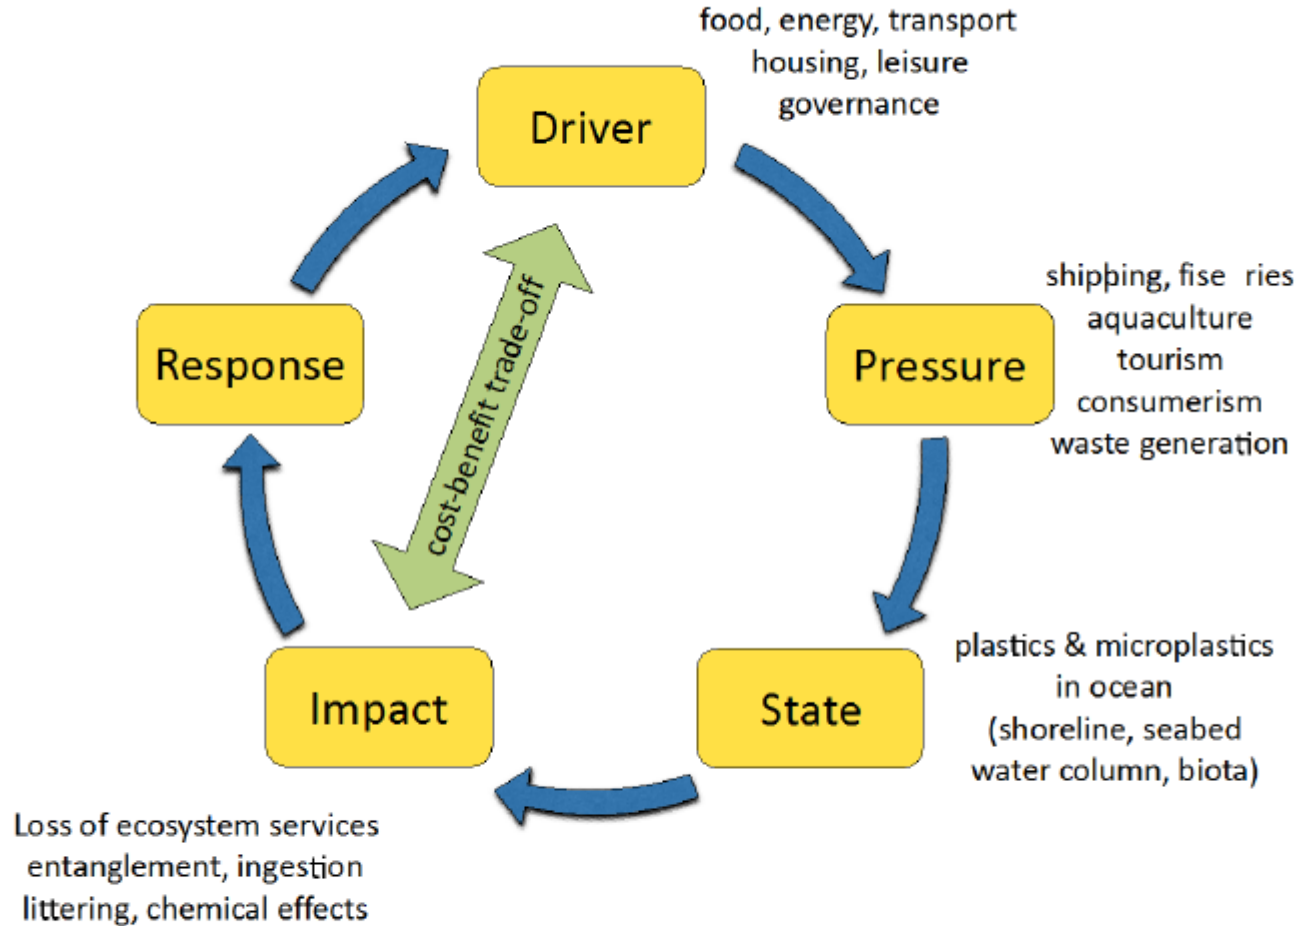 food, energy, transport
housing, leisure
governance
Driver
shipping, fise ries
aquaculture
tourism
consumerism
waste generation
Pressure
Response
cost-benefit trade-off
plastics & microplastics
in ocean
(shoreline, seabed
water column, biota)
State
Impact
Loss of ecosystem services
entanglement, ingestion
littering, chemical effects